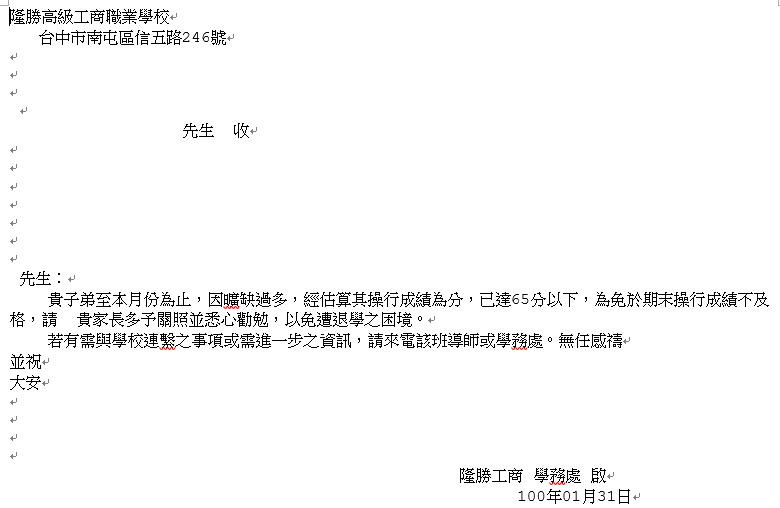 隆勝高級工商職業學校
台中市南屯區信五路246號
先生 收
先生：
貴子弟至本月份為止，因曠缺過多，經估算其操行成績為分，已達65分以下，為免於期末操行成績不及
格，請 貴家長多予關照並悉心勸勉，以免遭退學之困境。
若有需與學校連繫之事項或需進一步之資訊，請來電該班導師或學務處。無任感禱
並祝
大安
隆勝工商 學務處 啟
100年01月31日